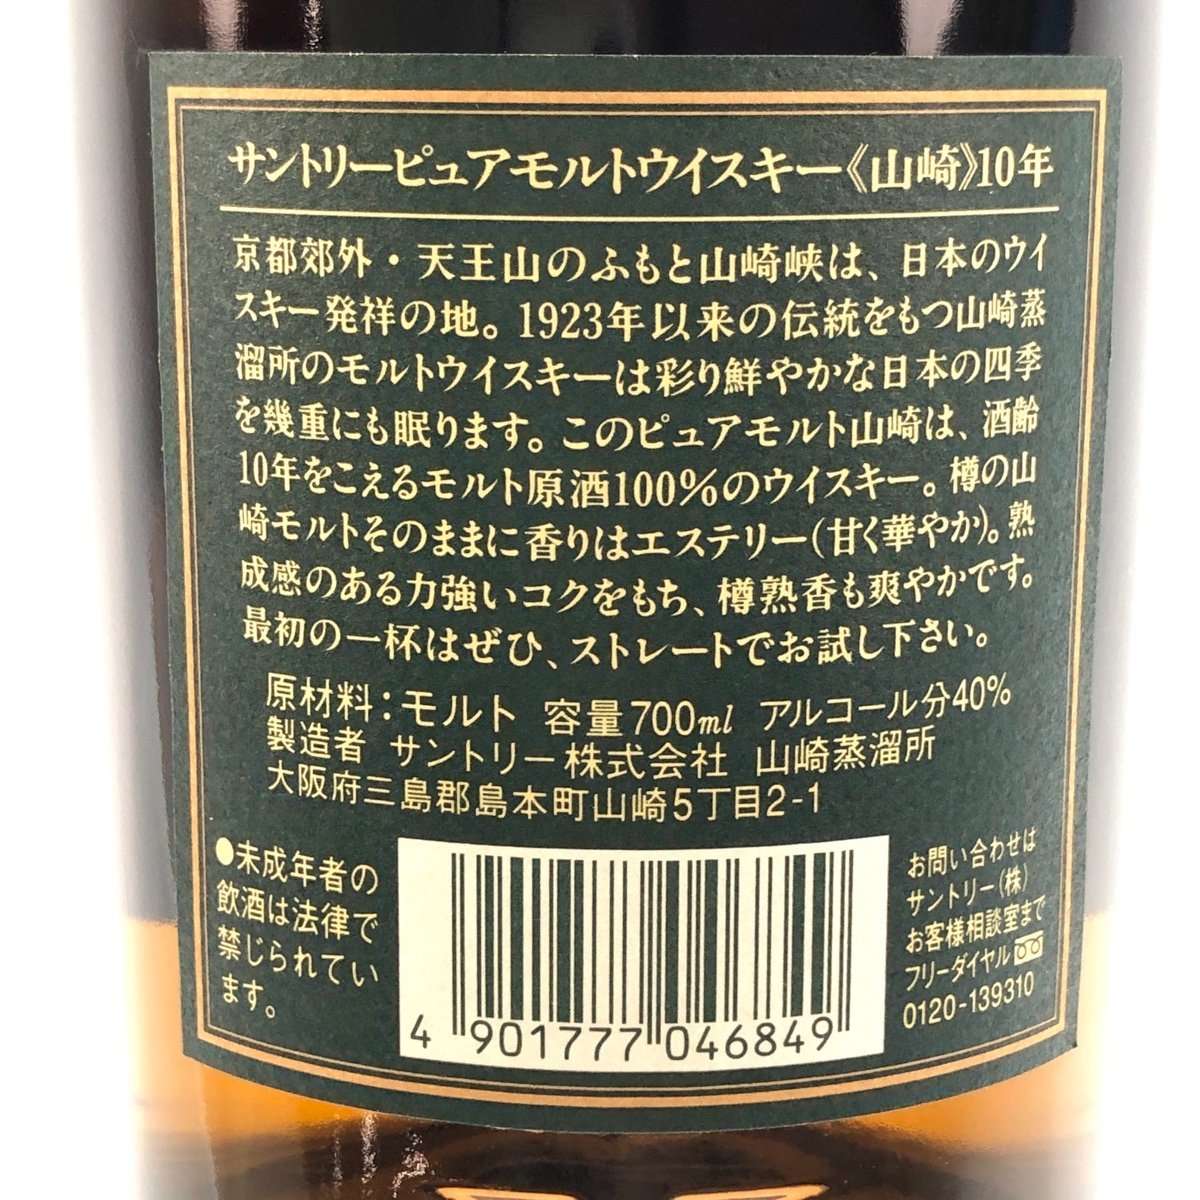 サントリーピュアモルトウイスキー《山崎》10年
京都郊外・天王山のふもと山崎峡は、日本のウイ
スキー発祥の地。1923年以来の伝統をもつ山崎蒸
溜所のモルトウイスキーは彩り鮮やかな日本の四季
を幾重にも眠ります。このピュアモルト山崎は、酒齢
10年をこえるモルト原酒100%のウイスキー。樽の山
崎モルトそのままに香りはエステリー(甘く華やか)。熟
成感のある力強いコクをもち、樽熟香も爽やかです。
最初の一杯はぜひ、ストレートでお試し下さい。
原材料:モルト 容量700ml アルコール分40%
製造者 サントリー株式会社 山崎蒸溜所
大阪府三島郡島本町山崎5丁目2-1
●未成年者の
飲酒は法律で
禁じられてい
ます。
4 901777 046849
お問い合わせは
サントリー(株)
お客様相談室まで
フリーダイヤル
0120-139310